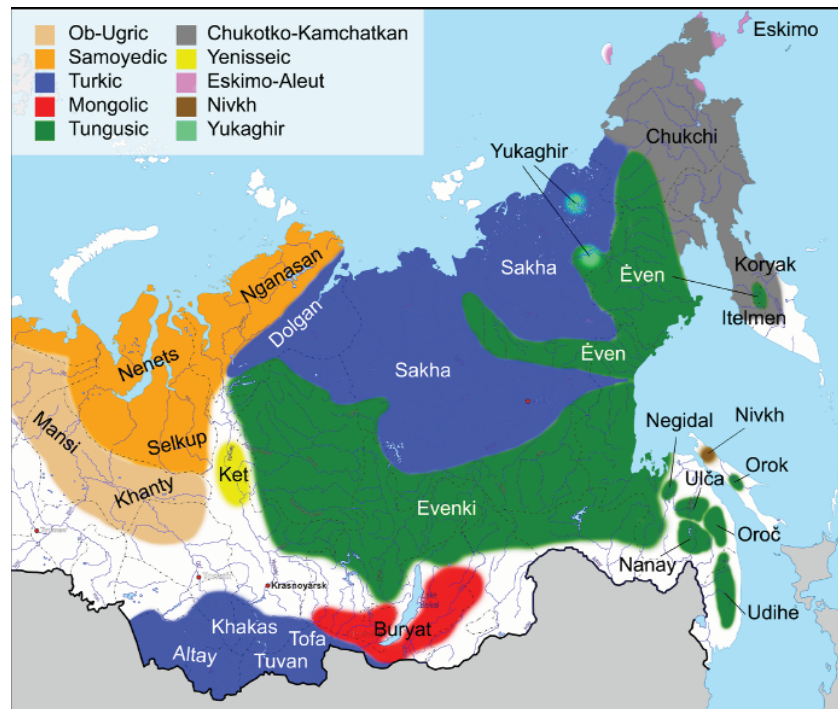 Ob-Ugric
Samoyedic
Turkic
Mongolic
Tungusic
Chukotko-Kamchatkan
Yenisseic
Eskimo-Aleut
Nivkh
Yukaghir
Eskimo
Chukchi
Yukaghir
Nganasan
Sakha
Ėven
Koryak
Itelmen
Dolgan
Nenets
Ėven
Sakha
Mansi
Selkup
Negidal
Nivkh
Ket
Khanty
Ulča
Orok
Evenki
Oroč
Nanay
Krasnoyarsk
Udihe
Khakas
Tofa
Buryat
Altay
Tuvan